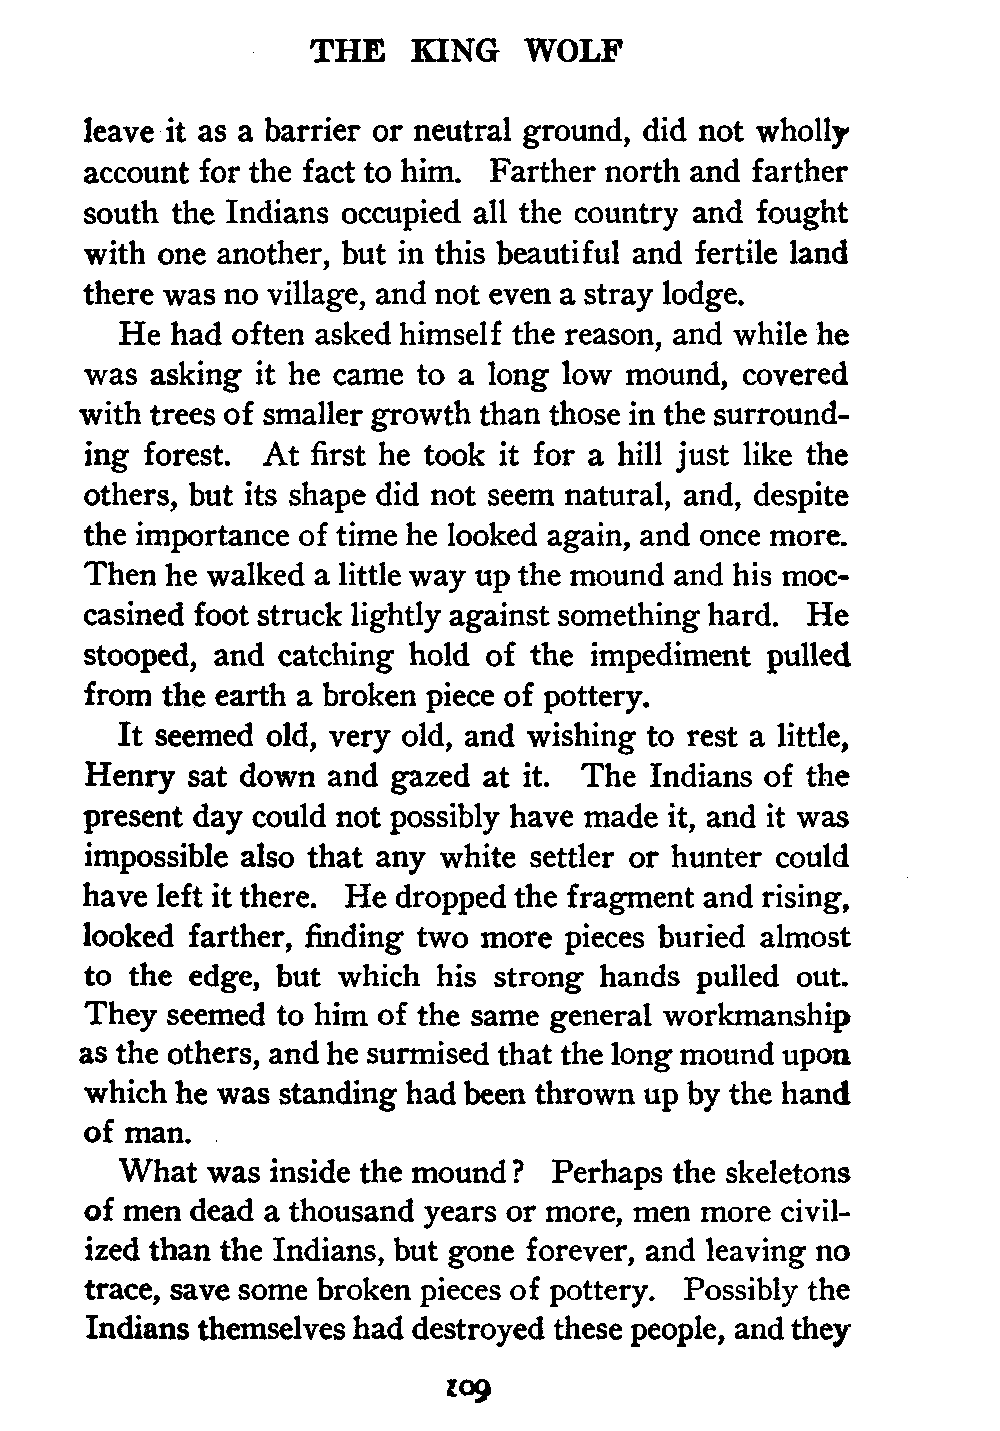 THE KING WOLF
leave it as a barrier or neutral ground, did not wholly
account for the fact to him. Farther north and farther
south the Indians occupied all the country and fought
with one another, but in this beautiful and fertile land
there was no village, and not even a stray lodge.
He had often asked himself the reason, and while he
was asking it he came to a long low mound, covered
with trees of smaller growth than those in the surround-
ing forest. At first he took it for a hill just like the
others, but its shape did not seem natural, and, despite
the importance of time he looked again, and once more.
Then he walked a little way up the mound and his moc-
casined foot struck lightly against something hard. He
stooped, and catching hold of the impediment pulled
from the earth a broken piece of pottery.
It seemed old, very old, and wishing to rest a little,
Henry sat down and gazed at it. The Indians of the
present day could not possibly have made it, and it was
impossible also that any white settler or hunter could
have left it there. He dropped the fragment and rising,
looked farther, finding two more pieces buried almost
to the edge, but which his strong hands pulled out.
They seemed to him of the same general workmanship
as the others, and he surmised that the long mound upon
which he was standing had been thrown up by the hand
of man.
What was inside the mound? Perhaps the skeletons
of men dead a thousand years or more, men more civil-
ized than the Indians, but gone forever, and leaving no
trace, save some broken pieces of pottery. Possibly the
Indians themselves had destroyed these people, and they
109